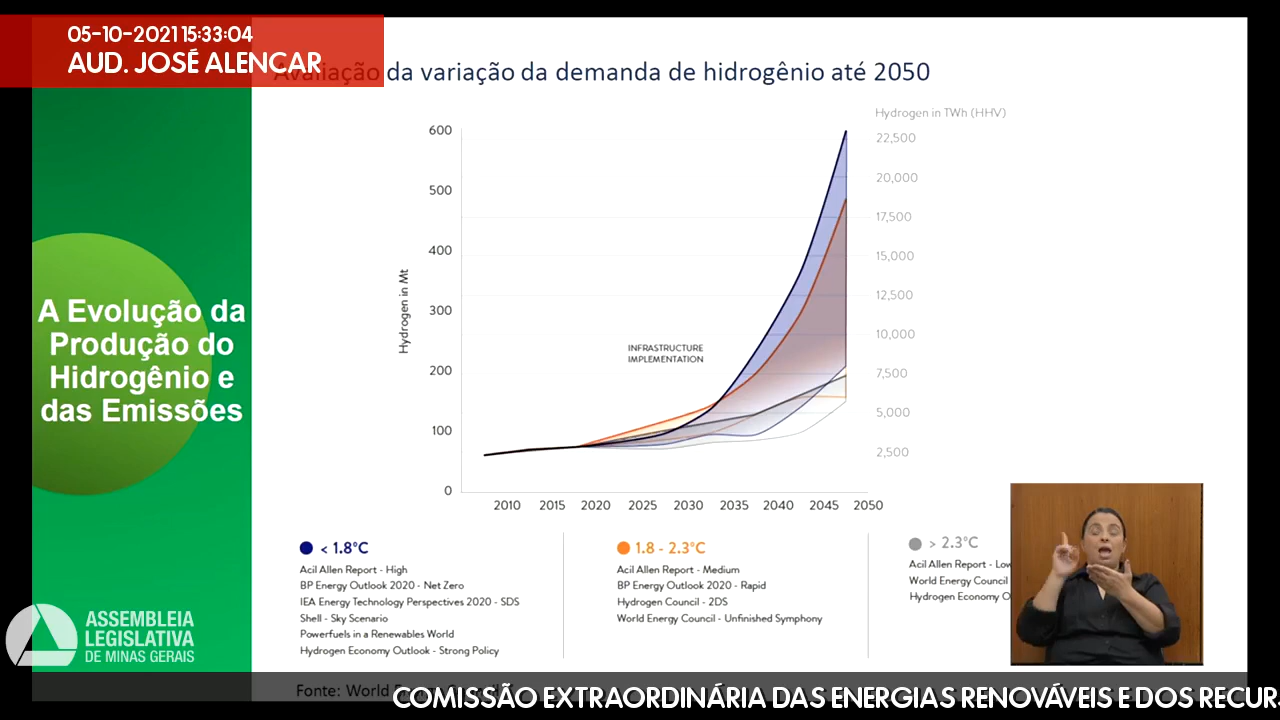 05-10-2021 15:33:04
AUD. JOSÉ ALENCAR
Avaliação da variação da demanda de hidrogênio até 2050
Hydrogen in TWh (HHV)
600
500
400
300
200
100
0
Hydrogen in Mt
22,500
20,000
17,500
15,000
12,500
10,000
7,500
5,000
2,500
INFRASTRUCTURE
IMPLEMENTATION
2010 2015 2020 2025 2030 2035 2040 2045 2050
A Evolução da
Produção do
Hidrogênio e
das Emissões
< 1.8°C
Acil Allen Report - High
BP Energy Outlook 2020 - Net Zero
IEA Energy Technology Perspectives 2020 - SDS
Shell - Sky Scenario
Powerfuels in a Renewables World
Hydrogen Economy Outlook - Strong Policy
1.8 - 2.3°C
Acil Allen Report - Medium
BP Energy Outlook 2020 - Rapid
Hydrogen Council - 2DS
World Energy Council - Unfinished Symphony
> 2.3°C
Acil Allen Report - Low
World Energy Council
Hydrogen Economy O
ASSEMBLEIA
LEGISLATIVA
DE MINAS GERAIS
Fonte: World
COMISSÃO EXTRAORDINÁRIA DAS ENERGIAS RENOVÁVEIS E DOS RECUR